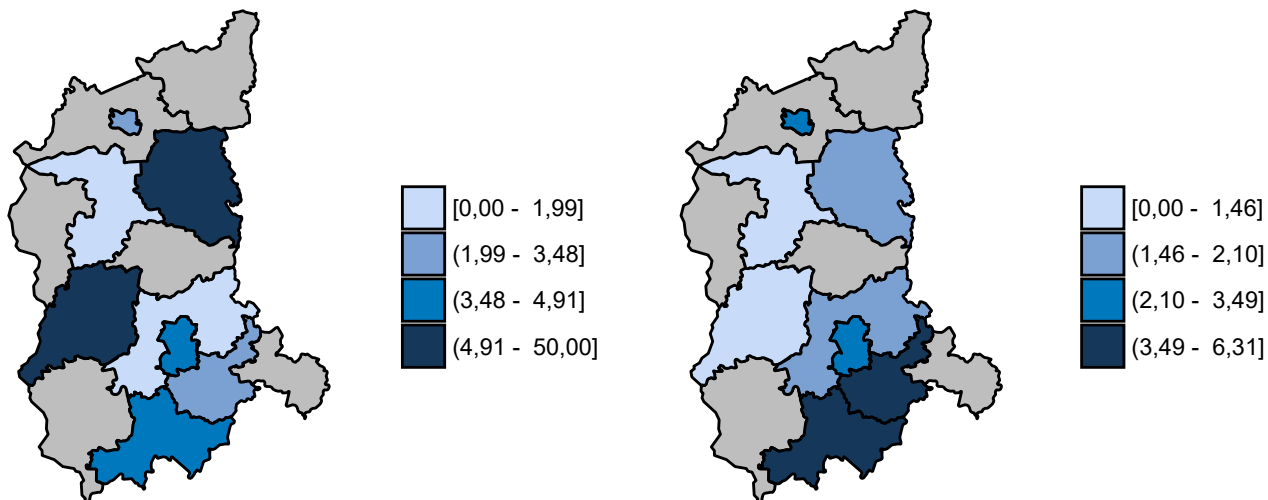 [0,00 - 1,99]
(1,99 - 3,48]
(3,48 - 4,91]
(4,91 - 50,00]
[0,00 - 1,46]
(1,46 - 2,10]
(2,10 - 3,49]
(3,49 - 6,31]